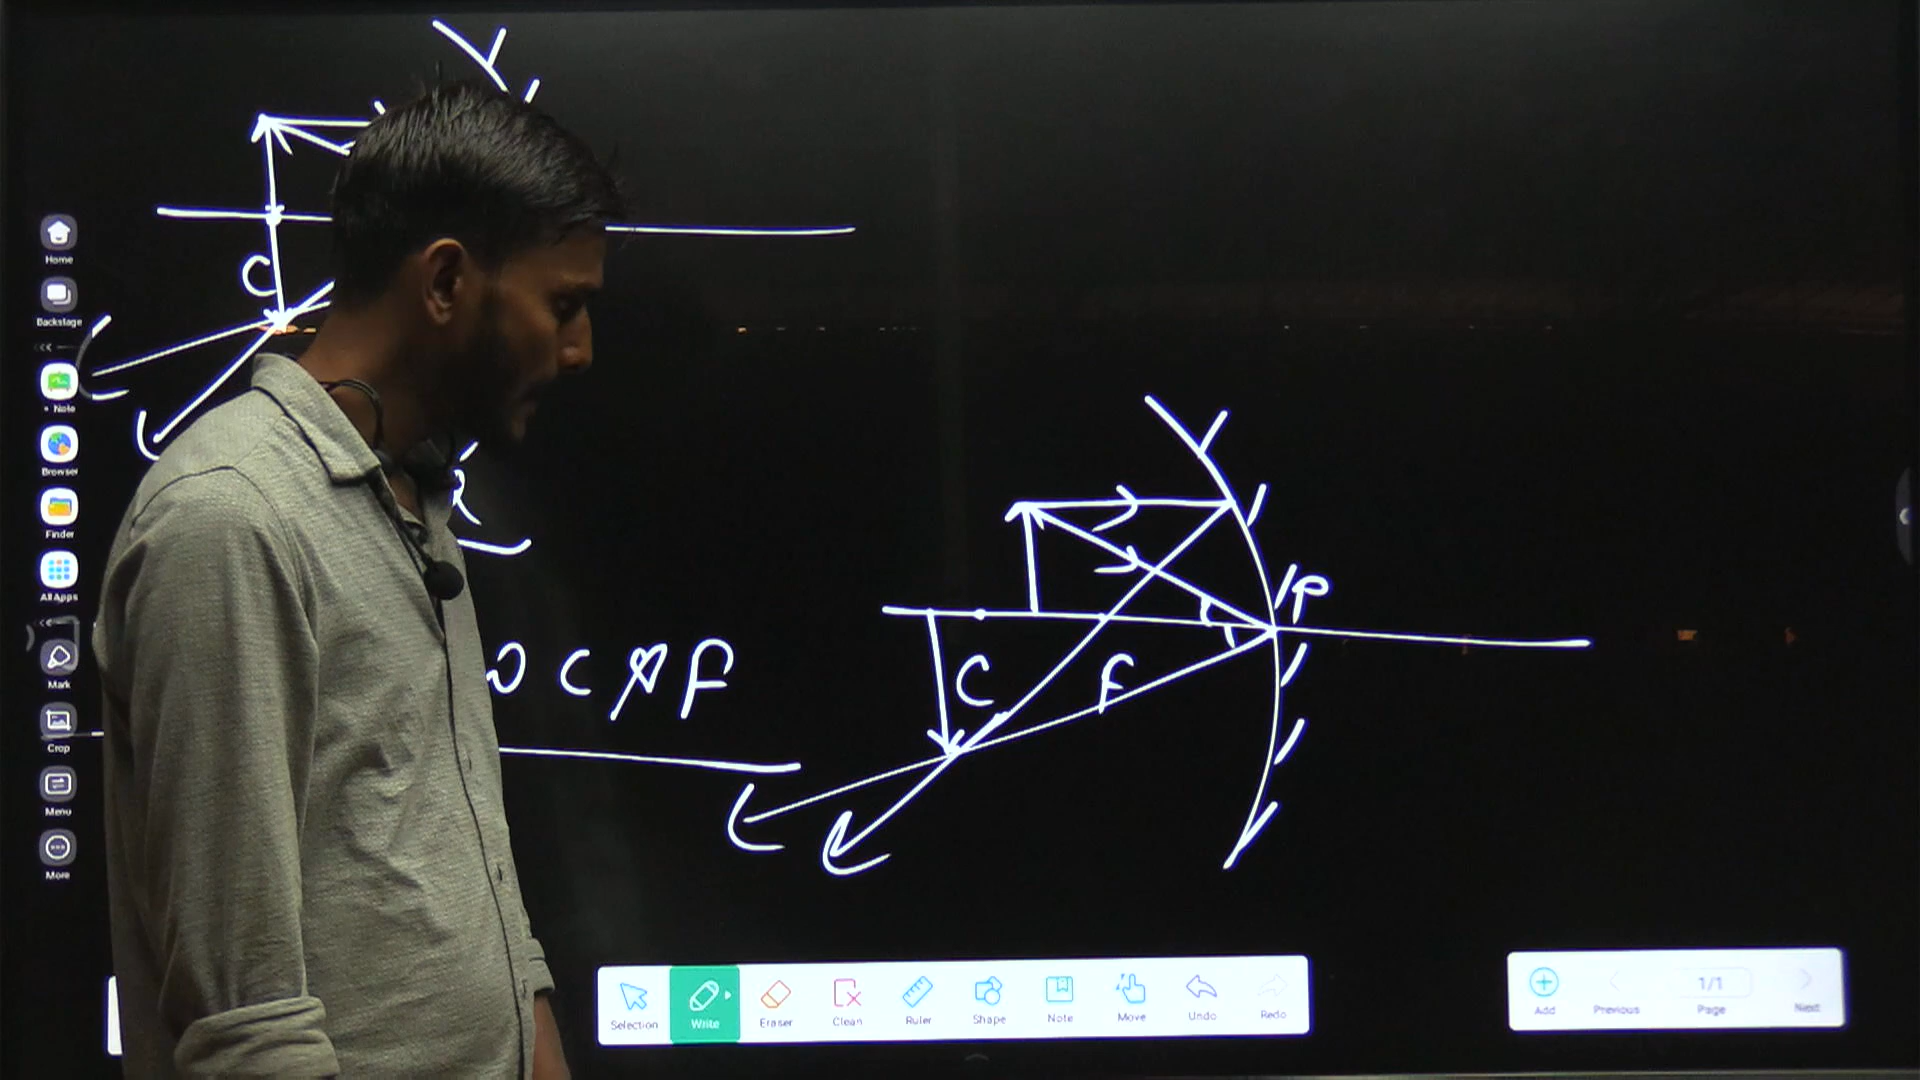 C
C F
P
C
F
Home
Backstage
Note
Browser
Finder
All Apps
Mark
Crop
Menu
More
Selection
Write
Eraser
Clean
Ruler
Shape
Note
Move
Undo
Redo
Add
Previous
1/1
Page
Next